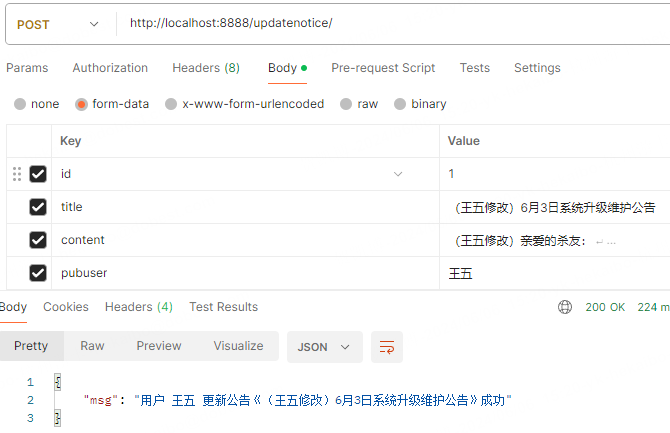 POST http://localhost:8888/updatenotice/
Params Authorization Headers (8) Body Pre-request Script Tests Settings
none form-data x-www-form-urlencoded raw binary
Key Value
id 1
title （王五修改）6月3日系统升级维护公告
content （王五修改）亲爱的杀友： ↵ ...
pubuser 王五
Body Cookies Headers (4) Test Results 200 OK 224 m
Pretty Raw Preview Visualize JSON
1 {
2 "msg": "用户 王五 更新公告《（王五修改）6月3日系统升级维护公告》成功"
3 }